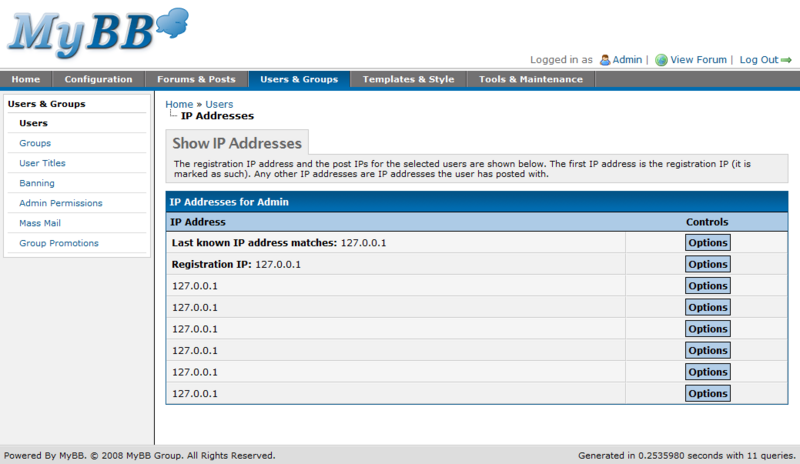 MyBB
Logged in as Admin | View Forum | Log Out
Home Configuration Forums & Posts Users & Groups Templates & Style Tools & Maintenance
Users & Groups
Users
Groups
User Titles
Banning
Admin Permissions
Mass Mail
Group Promotions
Home » Users
IP Addresses
Show IP Addresses
The registration IP address and the post IPs for the selected users are shown below. The first IP address is the registration IP (it is
marked as such). Any other IP addresses are IP addresses the user has posted with.
IP Addresses for Admin
IP Address Controls
Last known IP address matches: 127.0.0.1 Options
Registration IP: 127.0.0.1 Options
127.0.0.1 Options
127.0.0.1 Options
127.0.0.1 Options
127.0.0.1 Options
127.0.0.1 Options
127.0.0.1 Options
Powered By MyBB. © 2008 MyBB Group. All Rights Reserved. Generated in 0.2535980 seconds with 11 queries.